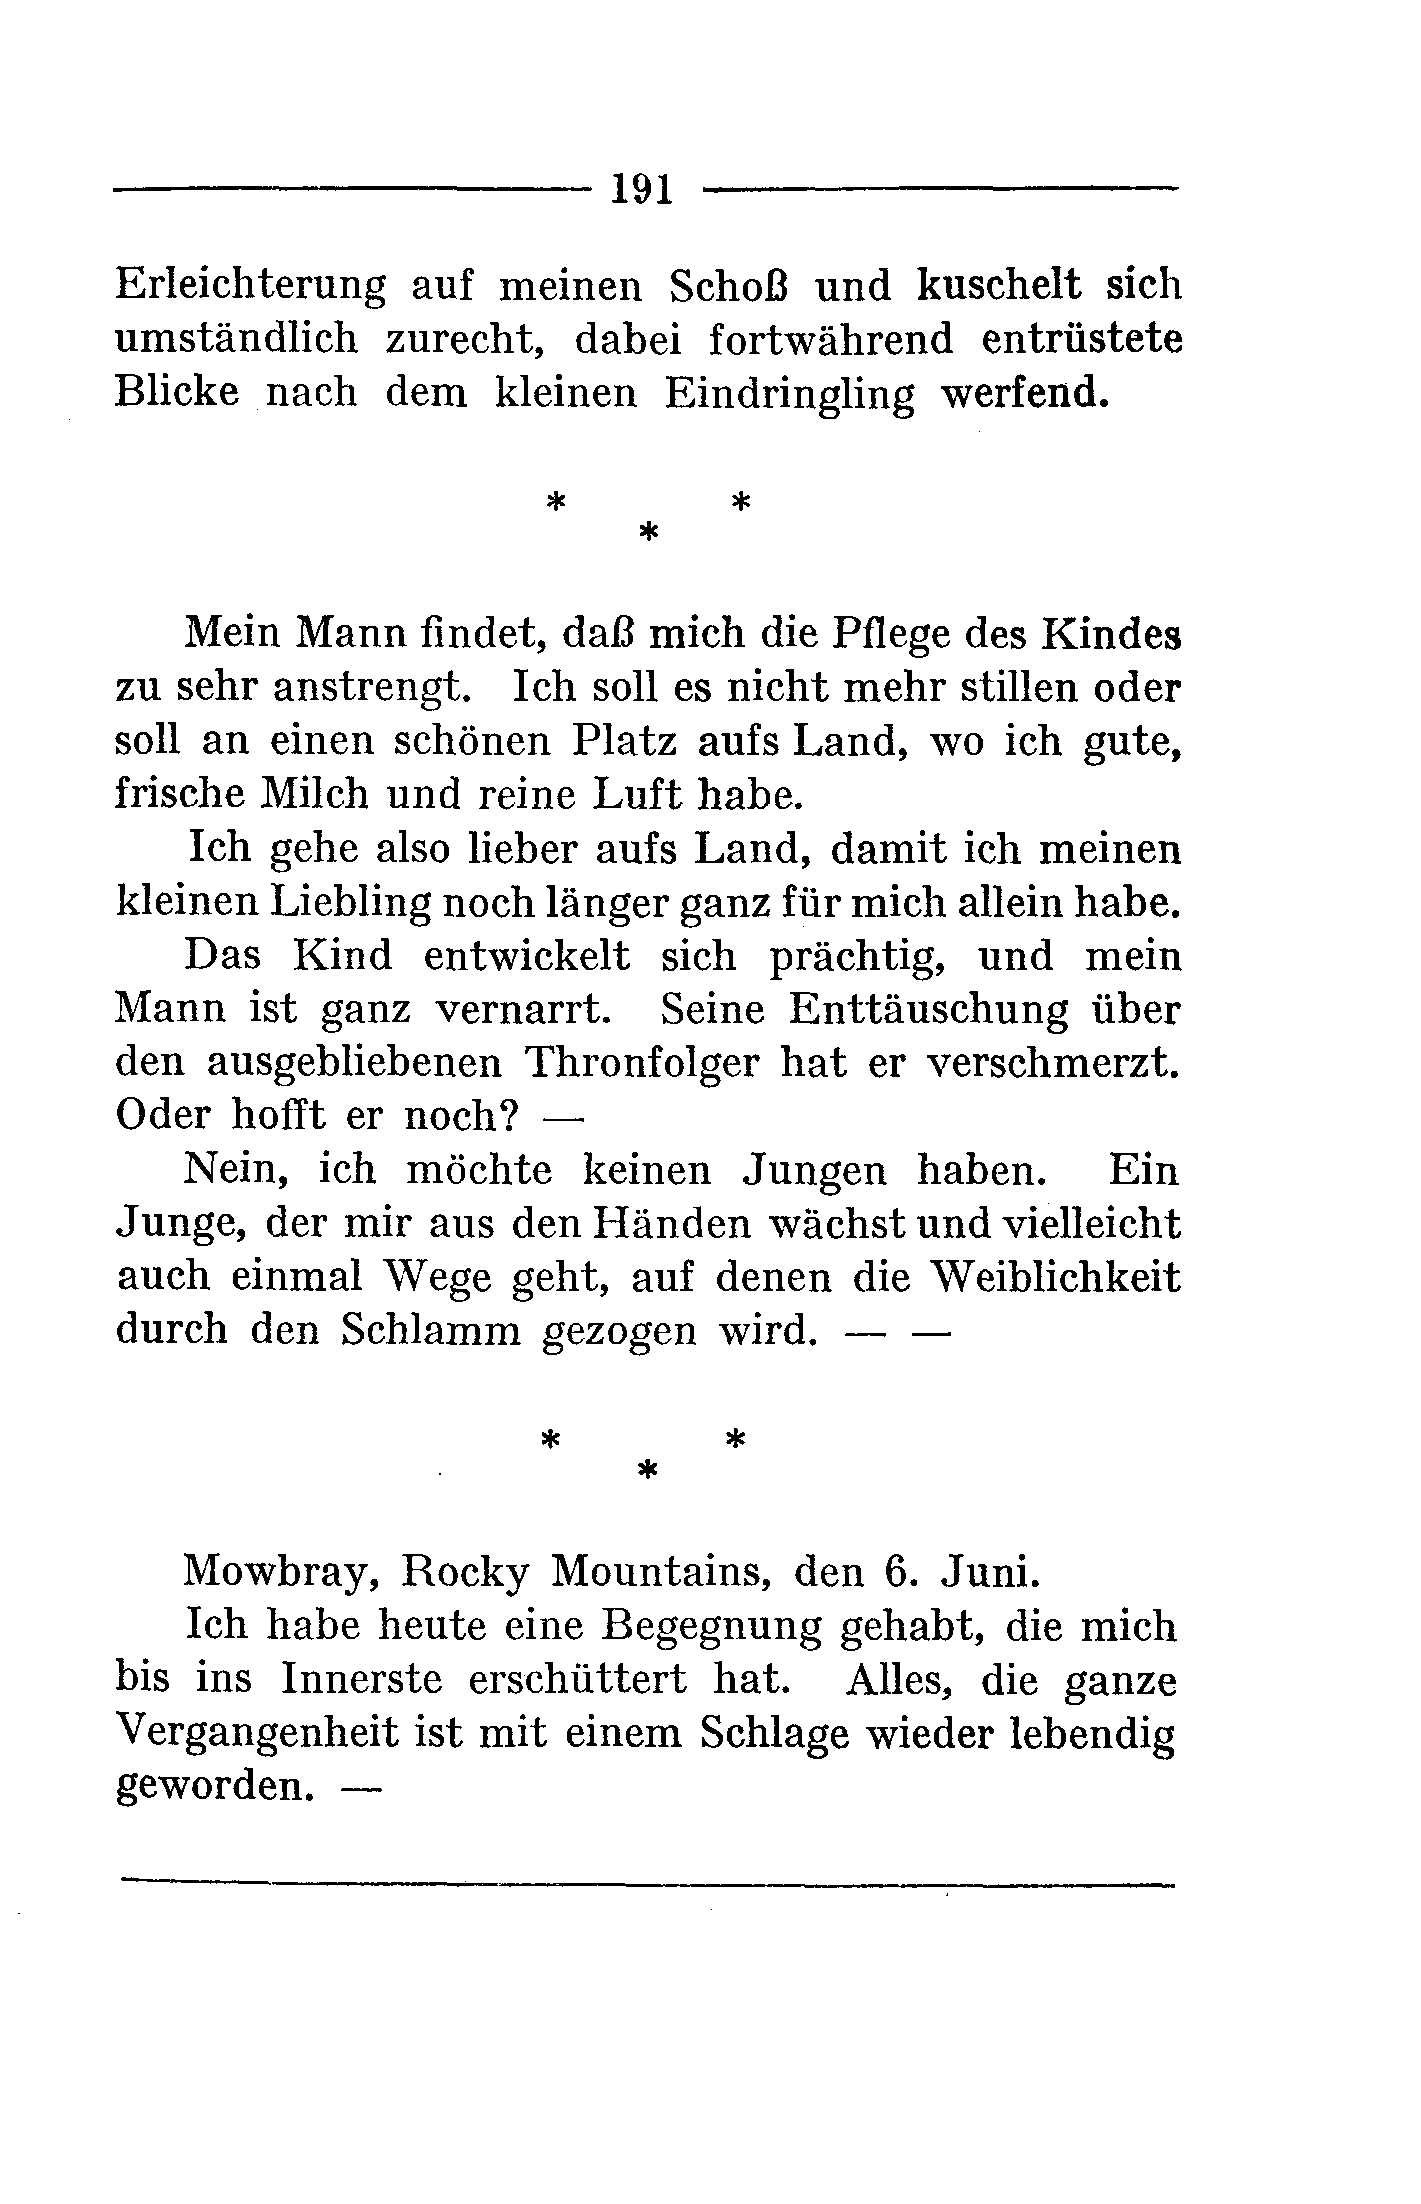 191
Erleichterung auf meinen Schoß und kuschelt sich
umständlich zurecht, dabei fortwährend entrüstete
Blicke nach dem kleinen Eindringling werfend.
* *
*
Mein Mann findet, daß mich die Pflege des Kindes
zu sehr anstrengt. Ich soll es nicht mehr stillen oder
soll an einen schönen Platz aufs Land, wo ich gute,
frische Milch und reine Luft habe.
Ich gehe also lieber aufs Land, damit ich meinen
kleinen Liebling noch länger ganz für mich allein habe.
Das Kind entwickelt sich prächtig, und mein
Mann ist ganz vernarrt. Seine Enttäuschung über
den ausgebliebenen Thronfolger hat er verschmerzt.
Oder hofft er noch? —
Nein, ich möchte keinen Jungen haben. Ein
Junge, der mir aus den Händen wächst und vielleicht
auch einmal Wege geht, auf denen die Weiblichkeit
durch den Schlamm gezogen wird. — —
* *
*
Mowbray, Rocky Mountains, den 6. Juni.
Ich habe heute eine Begegnung gehabt, die mich
bis ins Innerste erschüttert hat. Alles, die ganze
Vergangenheit ist mit einem Schlage wieder lebendig
geworden. —